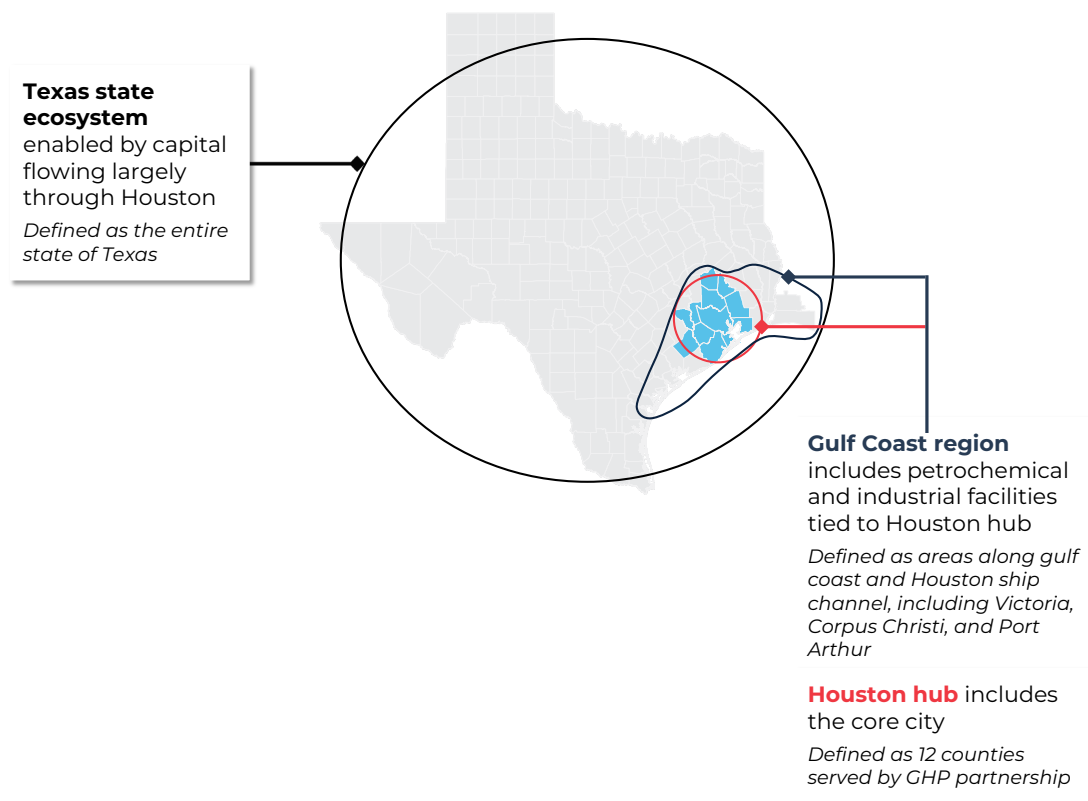 Texas state
ecosystem
enabled by capital
flowing largely
through Houston
Defined as the entire
state of Texas
Gulf Coast region
includes petrochemical
and industrial facilities
tied to Houston hub
Defined as areas along gulf
coast and Houston ship
channel, including Victoria,
Corpus Christi, and Port
Arthur
Houston hub includes
the core city
Defined as 12 counties
served by GHP partnership